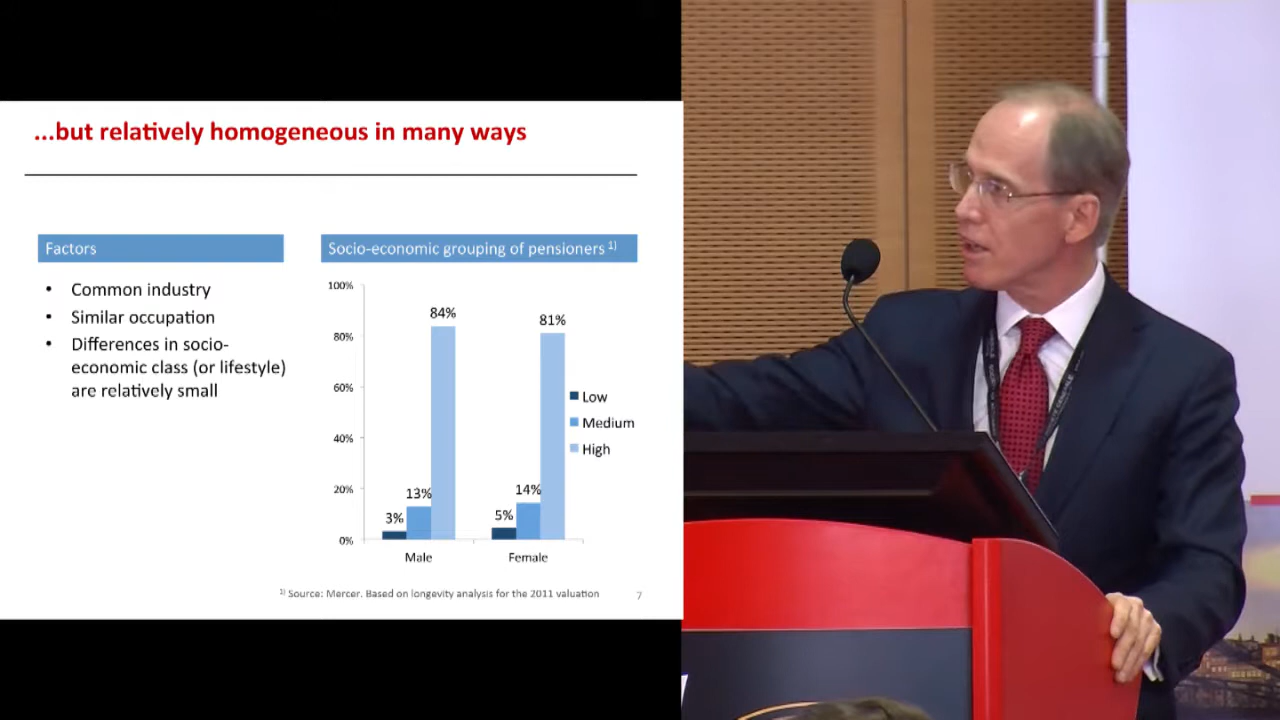 ...but relatively homogeneous in many ways
Factors
• Common industry
• Similar occupation
• Differences in socio-
economic class (or lifestyle)
are relatively small
Socio-economic grouping of pensioners 1)
100%
80%
60%
40%
20%
0%
84%
81%
13%
14%
3%
5%
Low
Medium
High
Male
Female
1) Source: Mercer. Based on longevity analysis for the 2011 valuation
7